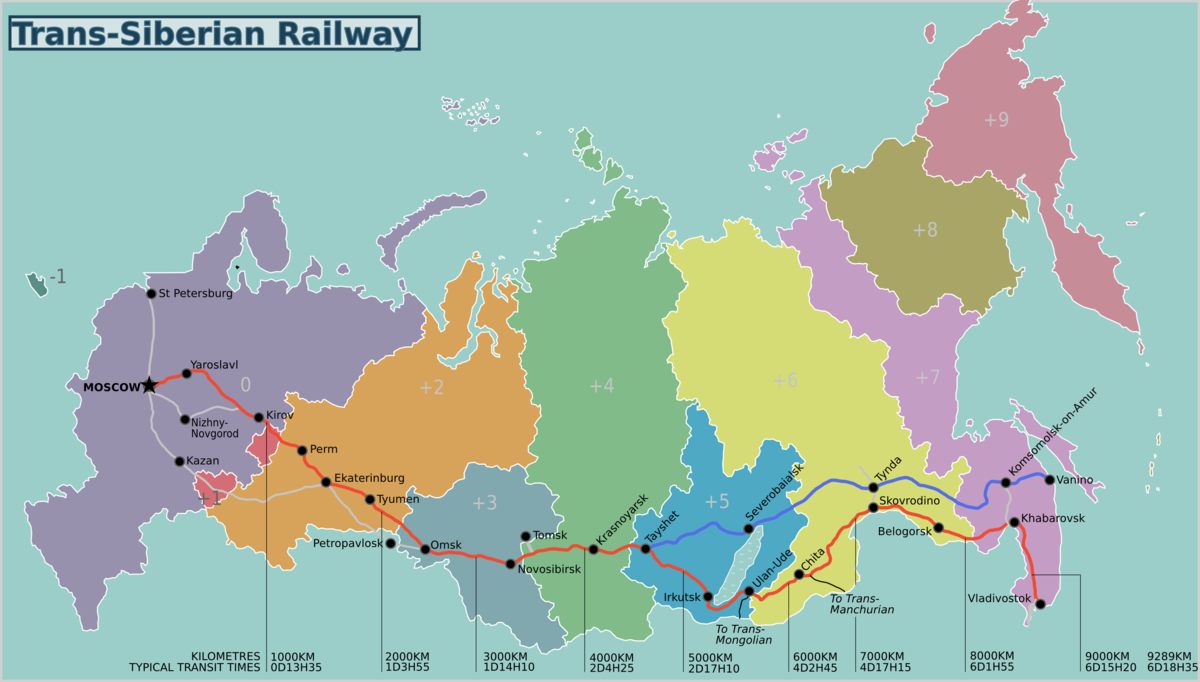 Trans-Siberian Railway
+9
+8
-1
St Petersburg
Yaroslavl
MOSCOW
0
+2
+4
+6
+7
Kirov
Nizhny-
Novgorod
Perm
Kazan
Ekaterinburg
+1
Tyumen
+3
+5
Petropavlosk
Omsk
Tomsk
Novosibirsk
Krasnoyarsk
Tayshet
Severobaialsk
Tynda
Skovrodino
Belogorsk
Komsomolsk-on-Amur
Vanino
Khabarovsk
Irkutsk
Ulan-Ude
Chita
Vladivostok
To Trans-
Manchurian
To Trans-
Mongolian
KILOMETRES 1000KM 2000KM 3000KM 4000KM 5000KM 6000KM 7000KM 8000KM 9000KM 9289KM
TYPICAL TRANSIT TIMES 0D13H35 1D3H55 1D14H10 2D4H25 2D17H10 4D2H45 4D17H15 6D1H55 6D15H20 6D18H35